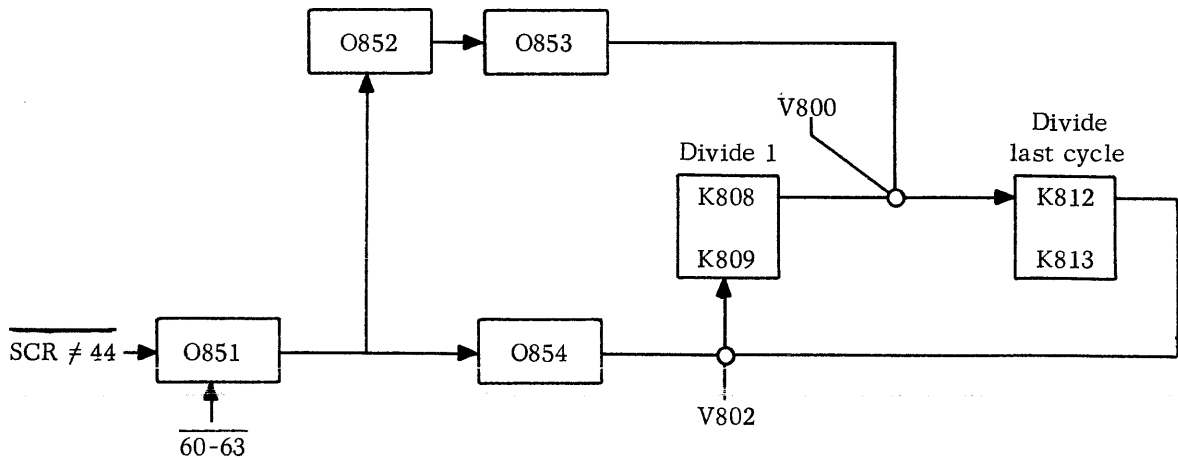 O852
O853
V800
Divide
last cycle
Divide 1
K808
K812
K809
K813
SCR ≠ 44
O851
O854
V802
60-63